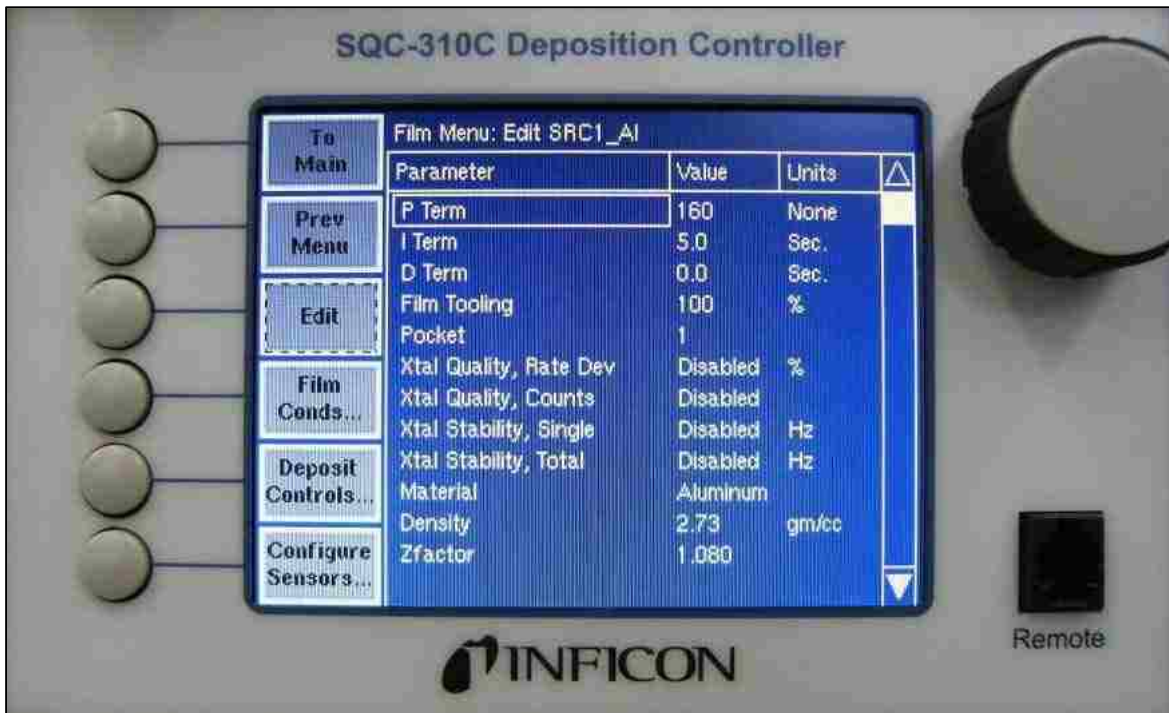 SQC-310C Deposition Controller
To
Main
Prev
Menu
Edit
Film
Conds...
Deposit
Controls...
Configure
Sensors...
Film Menu: Edit SRC1_Al
Parameter Value Units
P Term 160 None
I Term 5.0 Sec.
D Term 0.0 Sec.
Film Tooling 100 %
Pocket 1
Xtal Quality, Rate Dev Disabled %
Xtal Quality, Counts Disabled
Xtal Stability, Single Disabled Hz
Xtal Stability, Total Disabled Hz
Material Aluminum
Density 2.73 gm/cc
Zfactor 1.080
Remote
INFICON